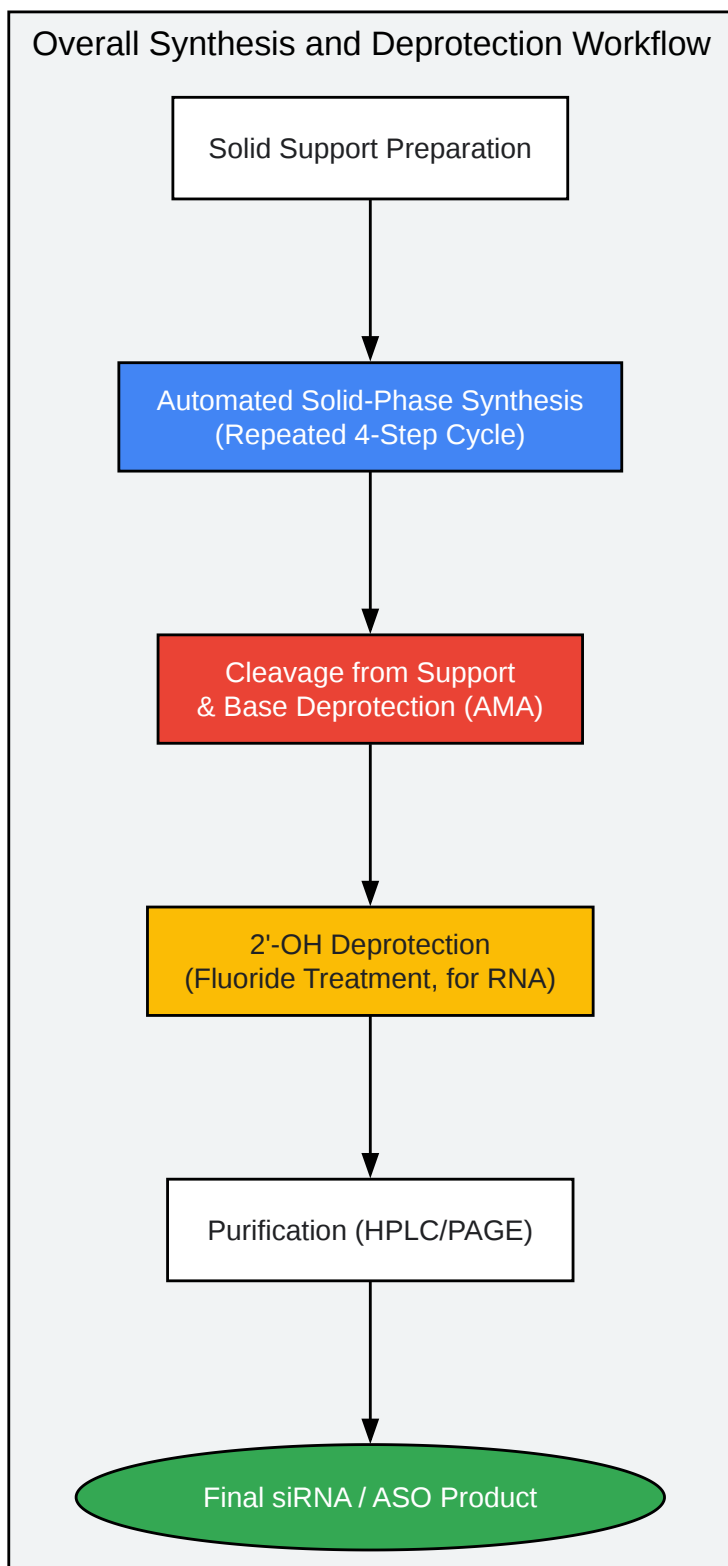 Overall Synthesis and Deprotection Workflow
Solid Support Preparation
Automated Solid-Phase Synthesis
(Repeated 4-Step Cycle)
Cleavage from Support
& Base Deprotection (AMA)
2'-OH Deprotection
(Fluoride Treatment, for RNA)
Purification (HPLC/PAGE)
Final siRNA / ASO Product